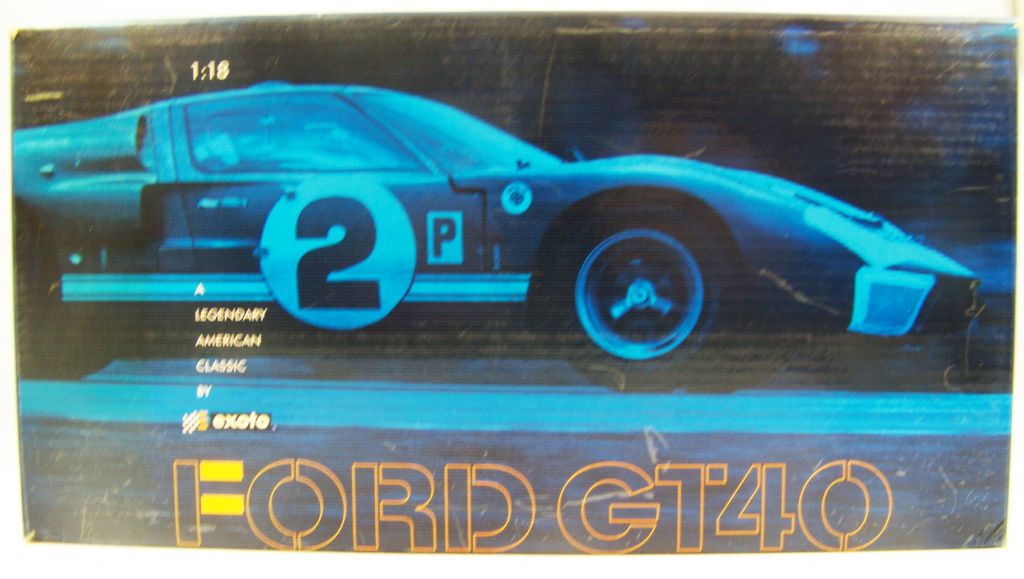 1:18
2
P
A
LEGENDARY
AMERICAN
CLASSIC
BY
exoto
FORD GT40